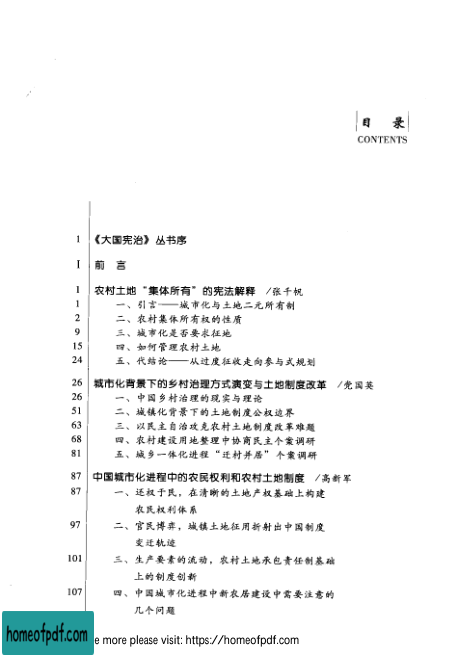 目 录
CONTENTS
1 《大国宪治》丛书序
I 前 言
1 农村土地“集体所有”的宪法解释 /张千帆
1 一、引言——城市化与土地二元所有制
2 二、农村集体所有权的性质
9 三、城市化是否要求征地
15 四、如何管理农村土地
24 五、代结论——从过度征收走向参与式规划
26 城市化背景下的乡村治理方式演变与土地制度改革 /党国英
26 一、中国乡村治理的现实与理论
51 二、城镇化背景下的土地制度公权边界
63 三、以民主自治攻克农村土地制度改革难题
68 四、农村建设用地整理中协商民主个案调研
81 五、城乡一体化进程“迁村并居”个案调研
87 中国城市化进程中的农民权利和农村土地制度 /高新军
87 一、还权于民，在清晰的土地产权基础上构建
农民权利体系
97 二、官民博弈，城镇土地征用折射出中国制度
变迁轨迹
101 三、生产要素的流动，农村土地承包责任制基础
上的制度创新
107 四、中国城市化进程中新农居建设中需要注意的
几个问题
homeofpdf.com
e more please visit: https://homeofpdf.com